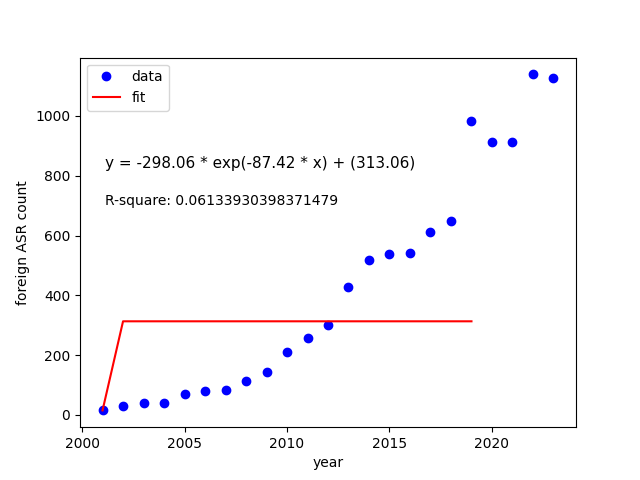 data
fit
y = -298.06 * exp(-87.42 * x) + (313.06)
R-square: 0.06133930398371479
foreign ASR count
1000
800
600
400
200
0
2000
2005
2010
2015
2020
year